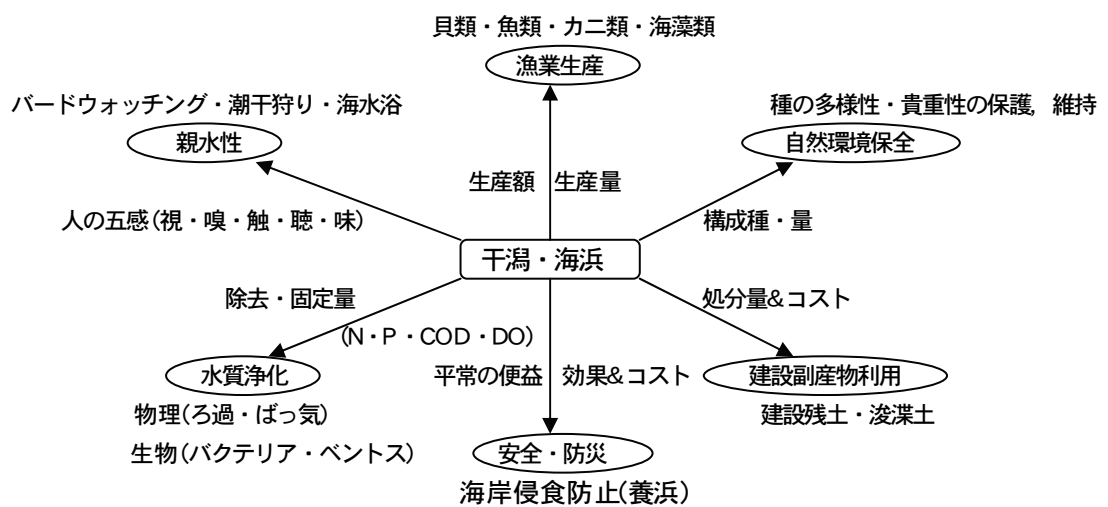 貝類・魚類・カニ類・海藻類
漁業生産
バードウォッチング・潮干狩り・海水浴
親水性
種の多様性・貴重性の保護, 維持
自然環境保全
生産額 生産量
人の五感(視・嗅・触・聴・味)
構成種・量
干潟・海浜
除去・固定量
(N・P・COD・DO)
処分量&コスト
水質浄化
物理(ろ過・ばっ気)
生物(バクテリア・ベントス)
平常の便益 効果&コスト
建設副産物利用
建設残土・浚渫土
安全・防災
海岸侵食防止(養浜)